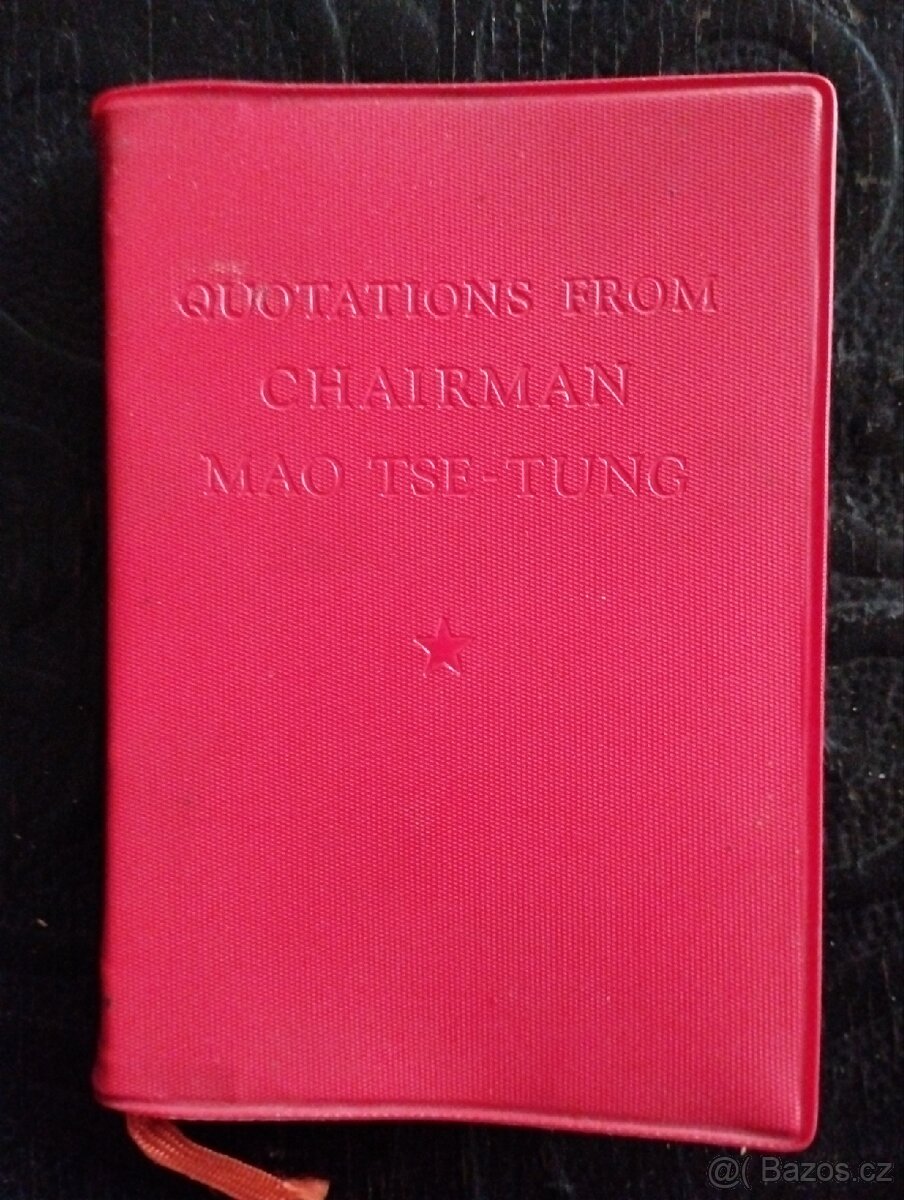 QUOTATIONS FROM
CHAIRMAN
MAO TSE-TUNG
@( Bazos.cz